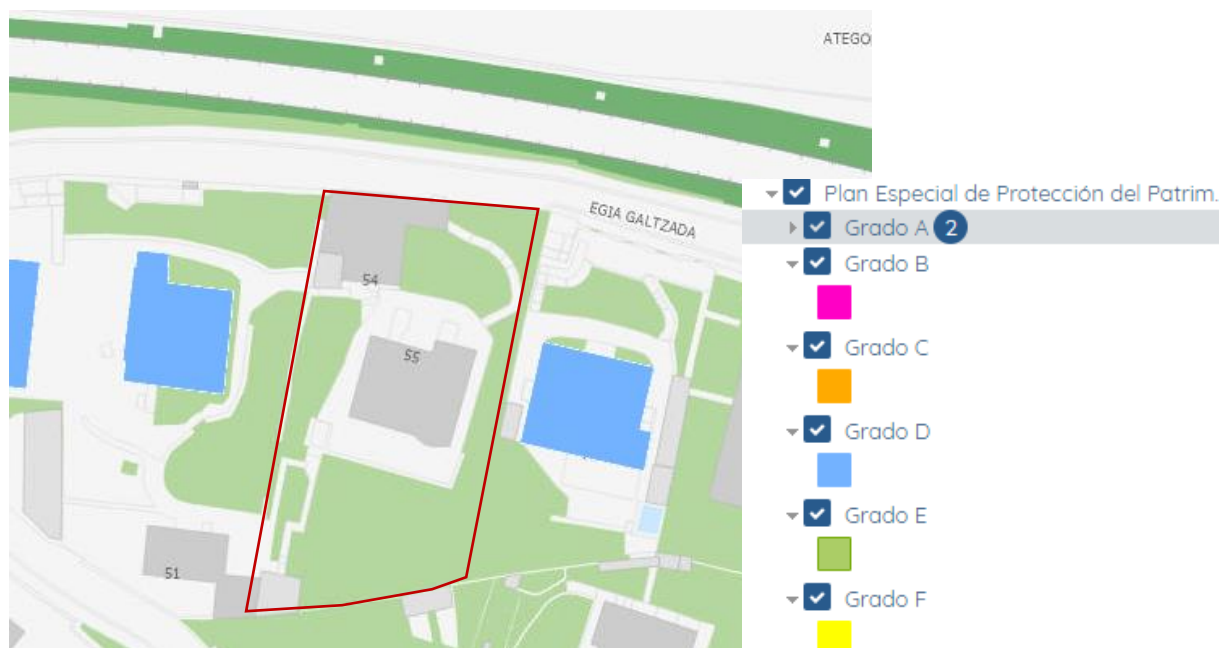 ATEGO
EGIA GALTZADA
54
55
51
Plan Especial de Protección del Patrim.
Grado A 2
Grado B
Grado C
Grado D
Grado E
Grado F